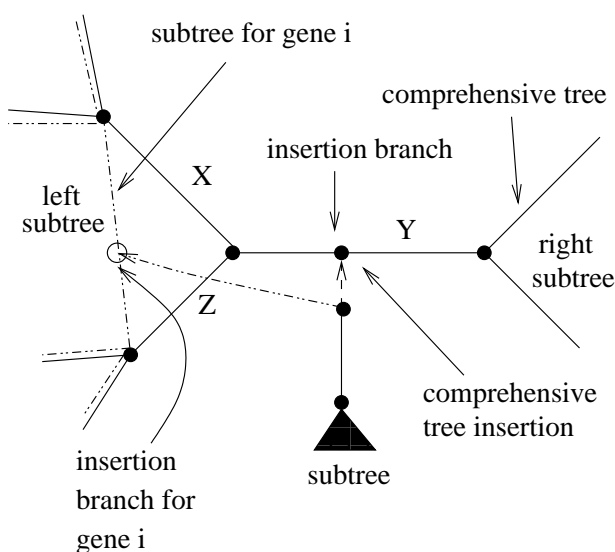 subtree for gene i
comprehensive tree
insertion branch
X
left
subtree
Y
right
subtree
Z
comprehensive
tree insertion
insertion
branch for
gene i
subtree